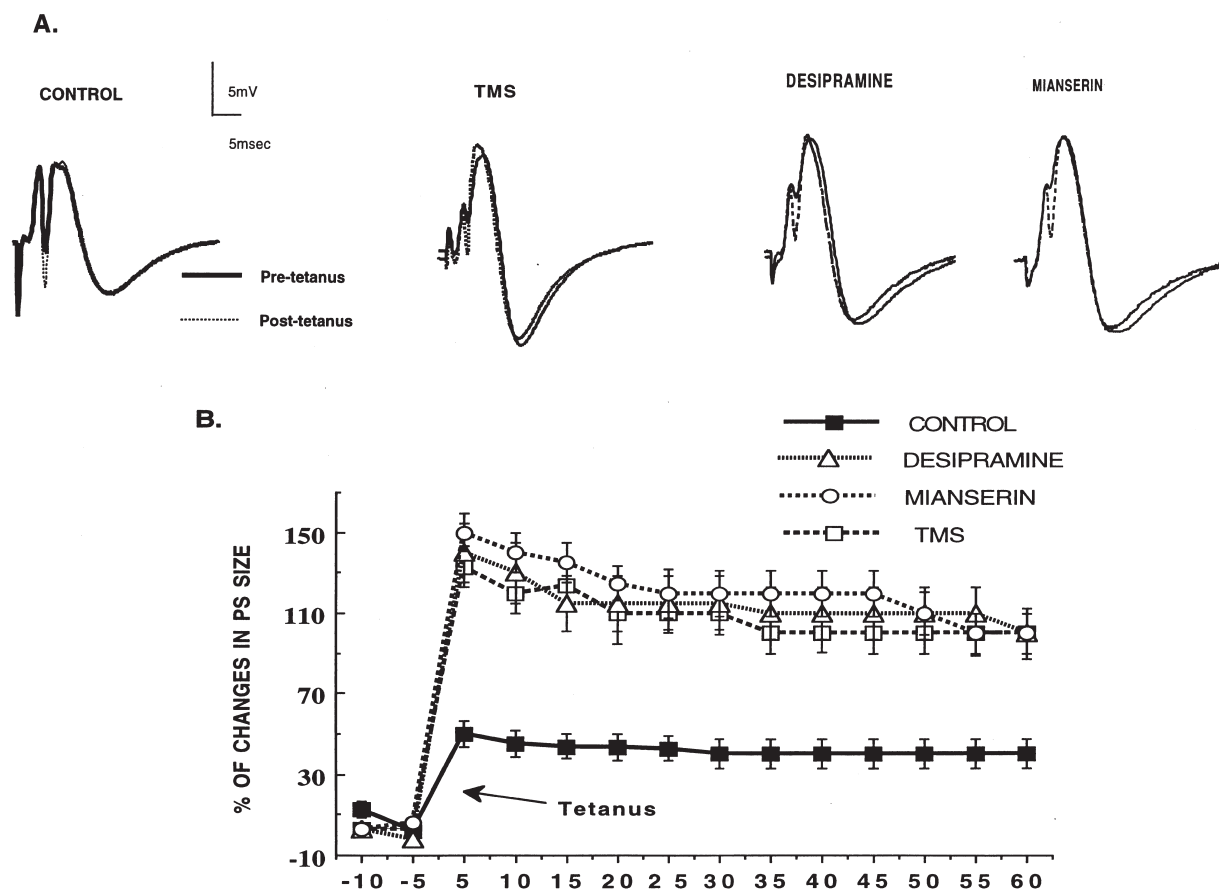 A.
CONTROL
5mV
5msec
TMS
DESIPRAMINE
MIANSERIN
Pre-tetanus
Post-tetanus
B.
CONTROL
DESIPRAMINE
MIANSERIN
TMS
% OF CHANGES IN PS SIZE
150
110
70
30
-10
Tetanus
-10 -5 5 10 15 20 25 30 35 40 45 50 55 60